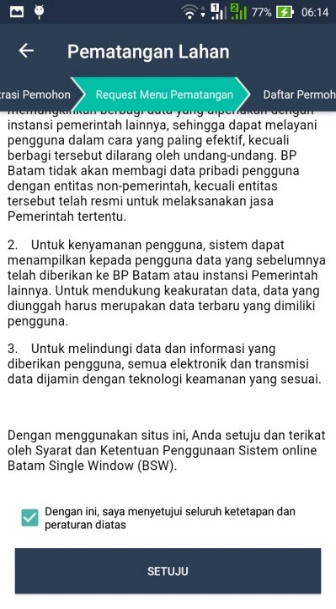 77% 06:14
Pematangan Lahan
trasi Pemohon Request Menu Pematangan Daftar Permoh
memungkinkan berbagi data yang diperlukan dengan
instansi pemerintah lainnya, sehingga dapat melayani
pengguna dalam cara yang paling efektif, kecuali
berbagi tersebut dilarang oleh undang-undang. BP
Batam tidak akan membagi data pribadi pengguna
dengan entitas non-pemerintah, kecuali entitas
tersebut telah resmi untuk melaksanakan jasa
Pemerintah tertentu.
2. Untuk kenyamanan pengguna, sistem dapat
menampilkan kepada pengguna data yang sebelumnya
telah diberikan ke BP Batam atau instansi Pemerintah
lainnya. Untuk mendukung keakuratan data, data yang
diunggah harus merupakan data terbaru yang dimiliki
pengguna.
3. Untuk melindungi data dan informasi yang
diberikan pengguna, semua elektronik dan transmisi
data dijamin dengan teknologi keamanan yang sesuai.
Dengan menggunakan situs ini, Anda setuju dan terikat
oleh Syarat dan Ketentuan Penggunaan Sistem online
Batam Single Window (BSW).
Dengan ini, saya menyetujui seluruh ketetapan dan
peraturan diatas
SETUJU